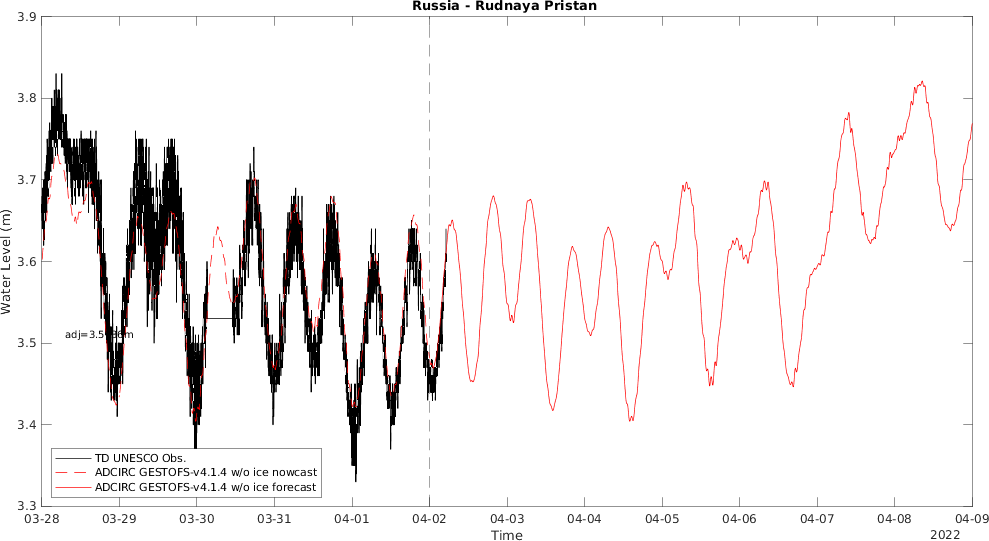 Russia - Rudnaya Pristan
3.9
3.8
3.7
3.6
3.5
3.4
3.3
Water Level (m)
TD UNESCO Obs.
ADCIRC GESTOFS-v4.1.4 w/o ice nowcast
ADCIRC GESTOFS-v4.1.4 w/o ice forecast
03-28 03-29 03-30 03-31 04-01 04-02 04-03 04-04 04-05 04-06 04-07 04-08 04-09
Time
2022